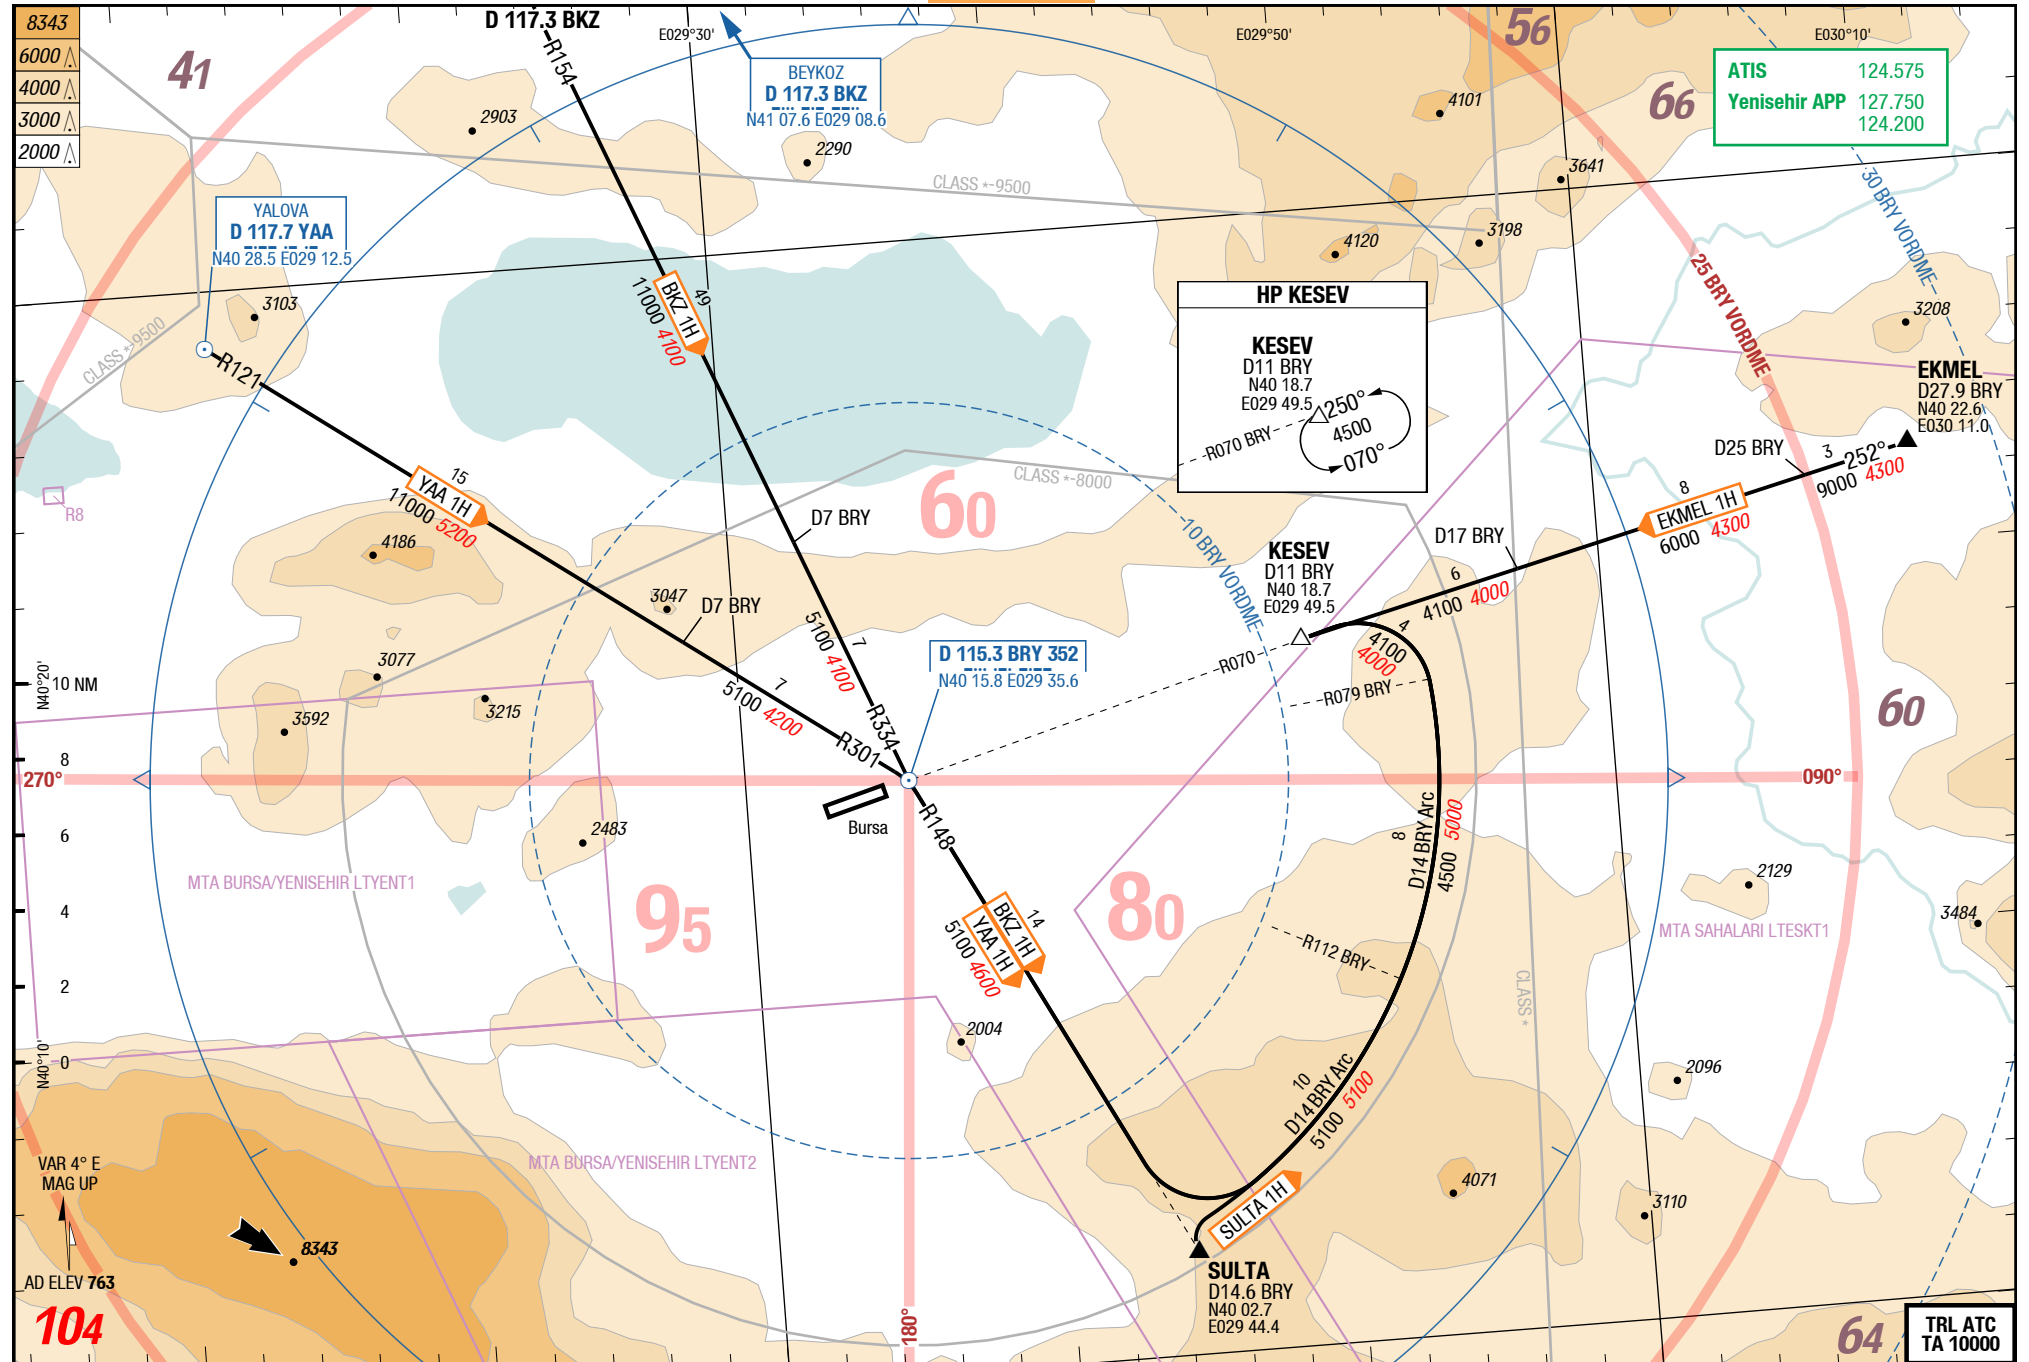 8343
6000
4000
3000
2000
41
D 117.3 BKZ
R154
E029°30'
BEYKOZ
D 117.3 BKZ
N41 07.6 E029 08.6
E029°50'
56
E030°10'
66
ATIS 124.575
Yenisehir APP 127.750
124.200
2903
2290
4101
3641
CLASS *-9500
3198
4120
30 BRY VORDME
YALOVA
D 117.7 YAA
N40 28.5 E029 12.5
3103
CLASS *-9500
R121
BKZ 1H
49
11000 4100
HP KESEV
KESEV
D11 BRY
N40 18.7
E029 49.5
250°
4500
070°
R070 BRY
25 BRY VORDME
3208
EKMEL
D27.9 BRY
N40 22.6
E030 11.0
D25 BRY
3
252°
9000 4300
8
EKMEL 1H
6000 4300
R8
15
YAA 1H
11000 5200
4186
60
CLASS *-8000
D7 BRY
10 BRY VORDME
D17 BRY
6
4100 4000
KESEV
D11 BRY
N40 18.7
E029 49.5
4
4100
4000
3047
D7 BRY
7
5100 4100
R334
D 115.3 BRY 352
N40 15.8 E029 35.6
R070
R079 BRY
3077
3592
3215
7
5100 4200
R301
60
N40°20'
10 NM
8
6
4
2
0
N40°10'
270°
090°
Bursa
R148
2483
MTA BURSA/YENISEHIR LTYENT1
95
80
14
BKZ 1H
YAA 1H
5100 4600
8
D14 BRY Arc
4500
5000
R112 BRY
2129
MTA SAHALARI LTESKT1
3484
CLASS *
2004
2096
10
D14 BRY Arc
5100
5100
MTA BURSA/YENISEHIR LTYENT2
4071
3110
SULTA 1H
SULTA
D14.6 BRY
N40 02.7
E029 44.4
VAR 4° E
MAG UP
8343
AD ELEV 763
104
180°
64
TRL ATC
TA 10000